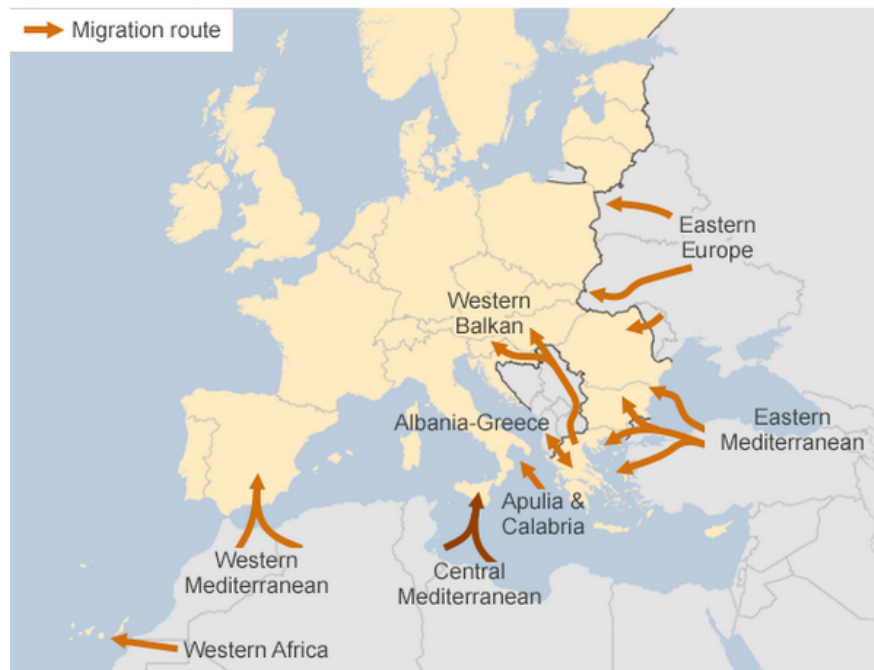 Migration route
Eastern
Europe
Western
Balkan
Albania-Greece
Eastern
Mediterranean
Apulia &
Calabria
Western
Mediterranean
Central
Mediterranean
Western Africa